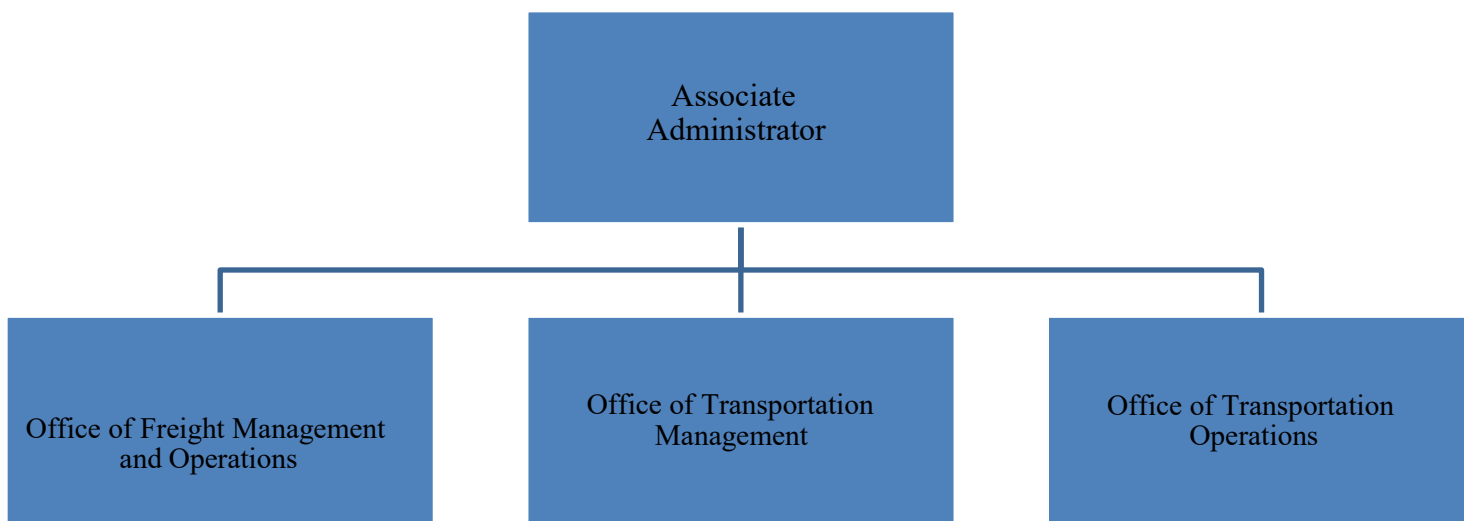 Associate
Administrator
Office of Freight Management
and Operations
Office of Transportation
Management
Office of Transportation
Operations